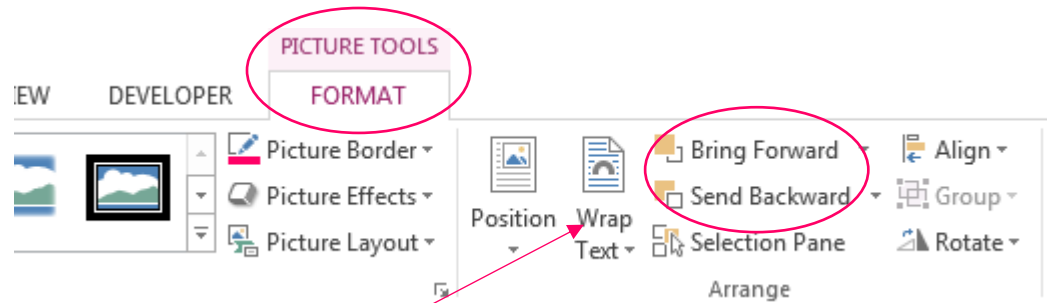 PICTURE TOOLS
EW DEVELOPER FORMAT
Picture Border
Picture Effects
Picture Layout
Position
Wrap
Text
Bring Forward
Send Backward
Selection Pane
Align
Group
Rotate
Arrange